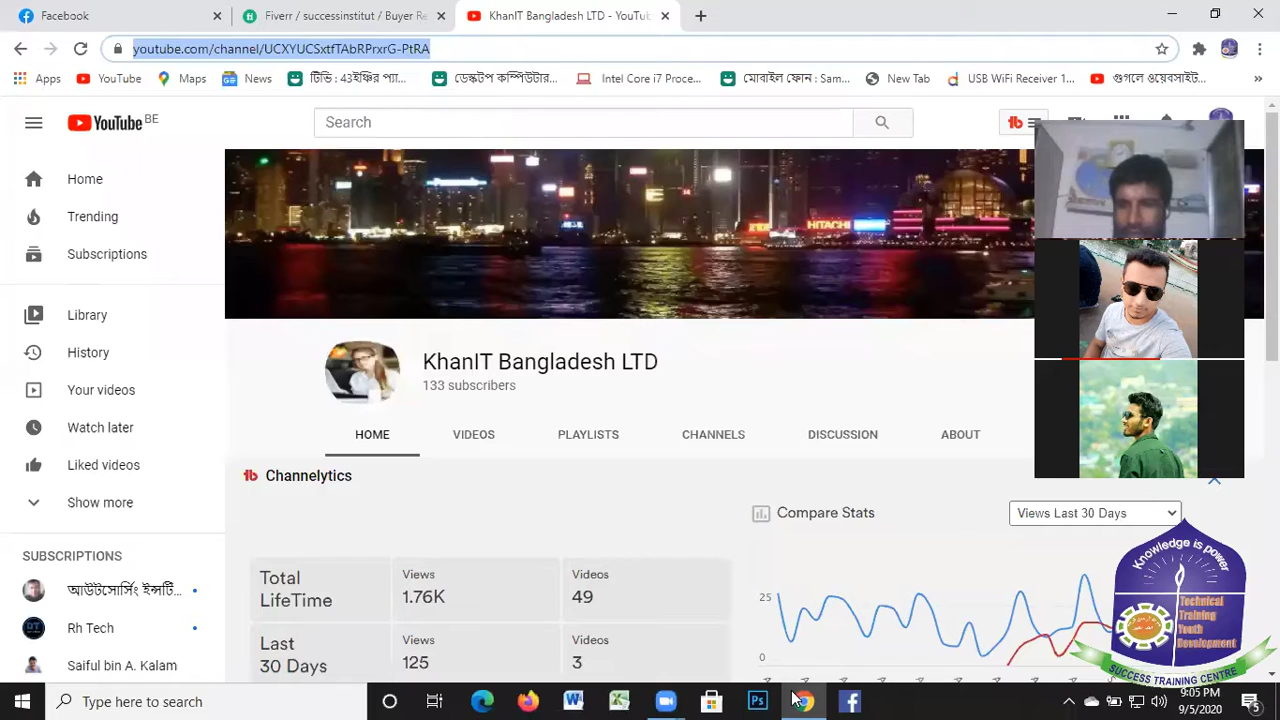 Facebook
Fiverr / successinstitut / Buyer Re
KhanIT Bangladesh LTD - YouTu
youtube.com/channel/UCXYUCSxtfTAbRPrxrG-PtRA
Apps
YouTube
Maps
News
টিভি : 43ইঞ্চির প্যা...
ডেস্কটপ কম্পিউটার...
Intel Core i7 Proce...
মোবাইল ফোন : Sam...
New Tab
USB WiFi Receiver 1...
গুগলে ওয়েবসাইট...
YouTube BE
Search
Home
Trending
Subscriptions
Library
History
Your videos
Watch later
Liked videos
Show more
SUBSCRIPTIONS
আউটসোর্সিং ইন্সটি...
Rh Tech
Saiful bin A. Kalam
HITACHI
KhanIT Bangladesh LTD
133 subscribers
HOME
VIDEOS
PLAYLISTS
CHANNELS
DISCUSSION
ABOUT
Channelytics
Compare Stats
Views Last 30 Days
Total LifeTime
Views
1.76K
Videos
49
Last 30 Days
Views
125
Videos
3
25
0
Knowledge is power
Technical
Training
Youth
Development
SUCCESS TRAINING CENTRE
Type here to search
9:05 PM
9/5/2020
5